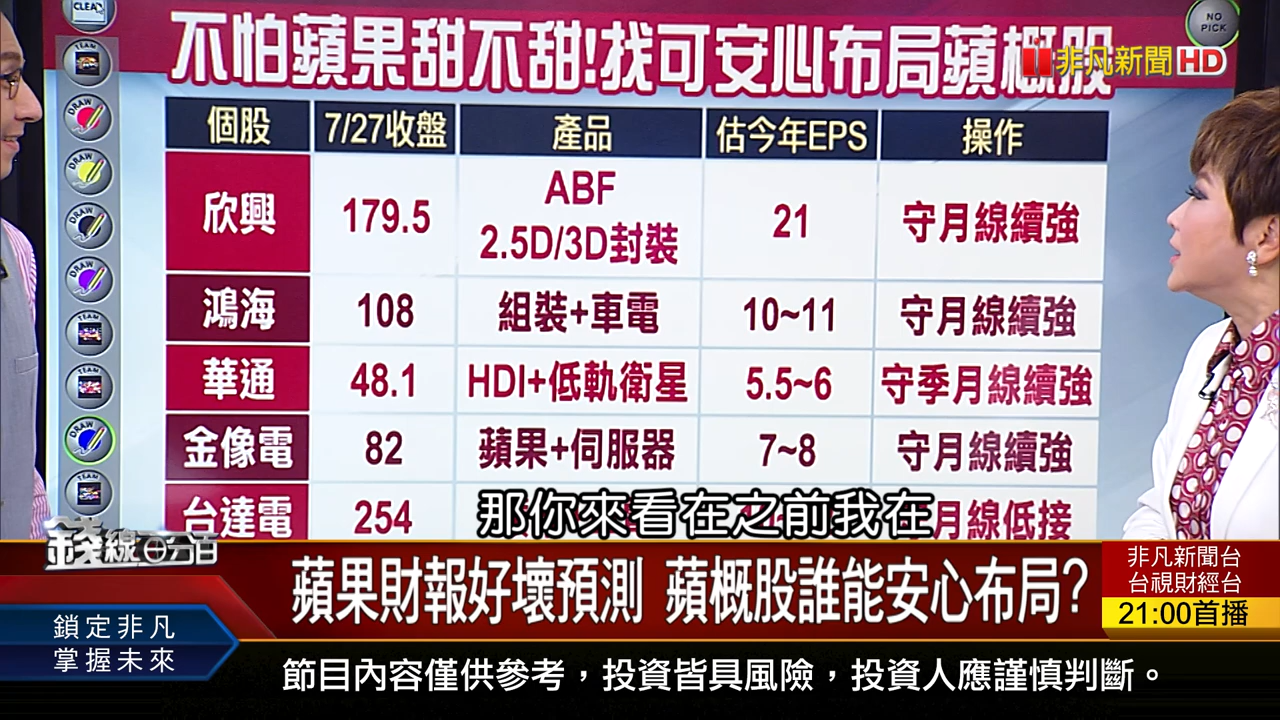 CLEAR
NO
PICK
不怕蘋果甜不甜!找可安心布局蘋概股
非凡新聞HD
個股 7/27收盤 產品 估今年EPS 操作
欣興 179.5 ABF 21 守月線續強
2.5D/3D封裝
鴻海 108 組裝+車電 10~11 守月線續強
華通 48.1 HDI+低軌衛星 5.5~6 守季月線續強
金像電 82 蘋果+伺服器 7~8 守月線續強
台達電 254 月線低接
TEAM
DRAW
DRAW
DRAW
DRAW
TEAM
TEAM
DRAW
TEAM
那你來看在之前我在
錢線百分百
蘋果財報好壞預測 蘋概股誰能安心布局?
非凡新聞台
台視財經台
21:00首播
鎖定非凡
掌握未來
節目內容僅供參考,投資皆具風險,投資人應謹慎判斷。